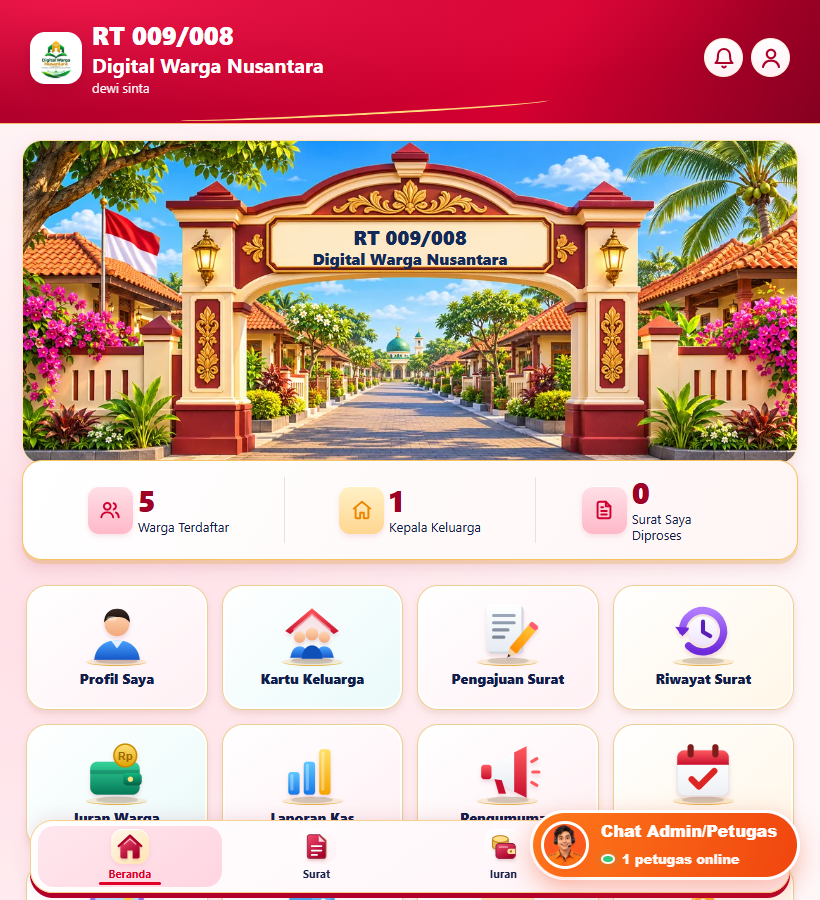 RT 009/008
Digital Warga Nusantara
dewi sinta
RT 009/008
Digital Warga Nusantara
5
Warga Terdaftar
1
Kepala Keluarga
0
Surat Saya
Diproses
Profil Saya
Kartu Keluarga
Pengajuan Surat
Riwayat Surat
Rp
Iuran Warga
Laporan Kas
Chat Admin/Petugas
1 petugas online
Beranda
Surat
Iuran